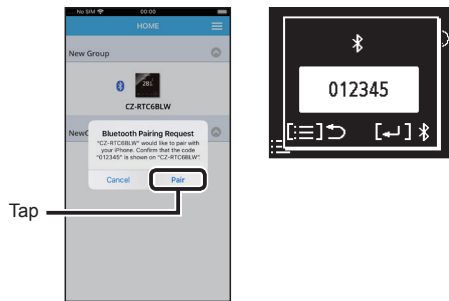 No SIM 00:00
HOME
New Group
28.5
CZ-RTC6BLW
Bluetooth Pairing Request
"CZ-RTC6BLW" would like to pair with
your iPhone. Confirm that the code
"012345" is shown on "CZ-RTC6BLW".
Cancel Pair
Tap
012345